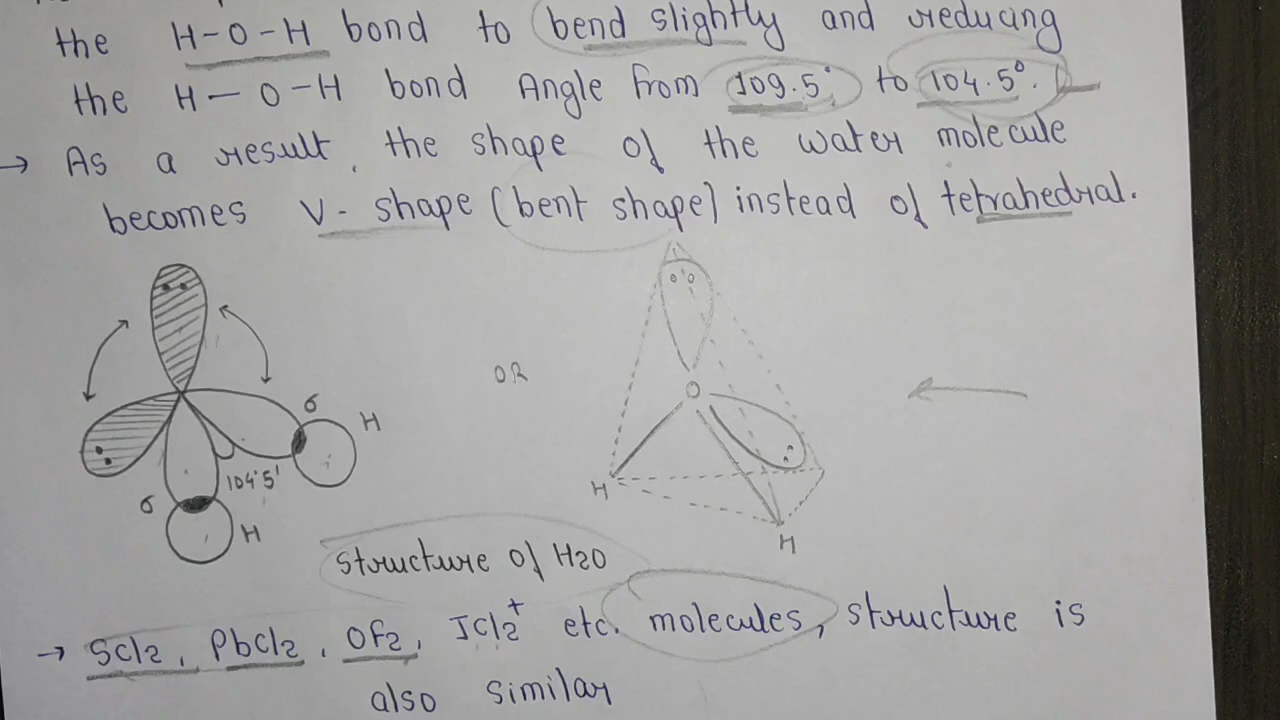 the H-O-H bond to bend slightly and reducing
the H-O-H bond Angle from 109.5° to 104.5°.
→ As a result, the shape of the water molecule
becomes V-shape (bent shape) instead of tetrahedral.
OR
O
σ
H
104°5'
H
σ
H
H
structure of H2O
→ SCl2, PbCl2, OF2, ICl2+ etc. molecules, structure is
also similar